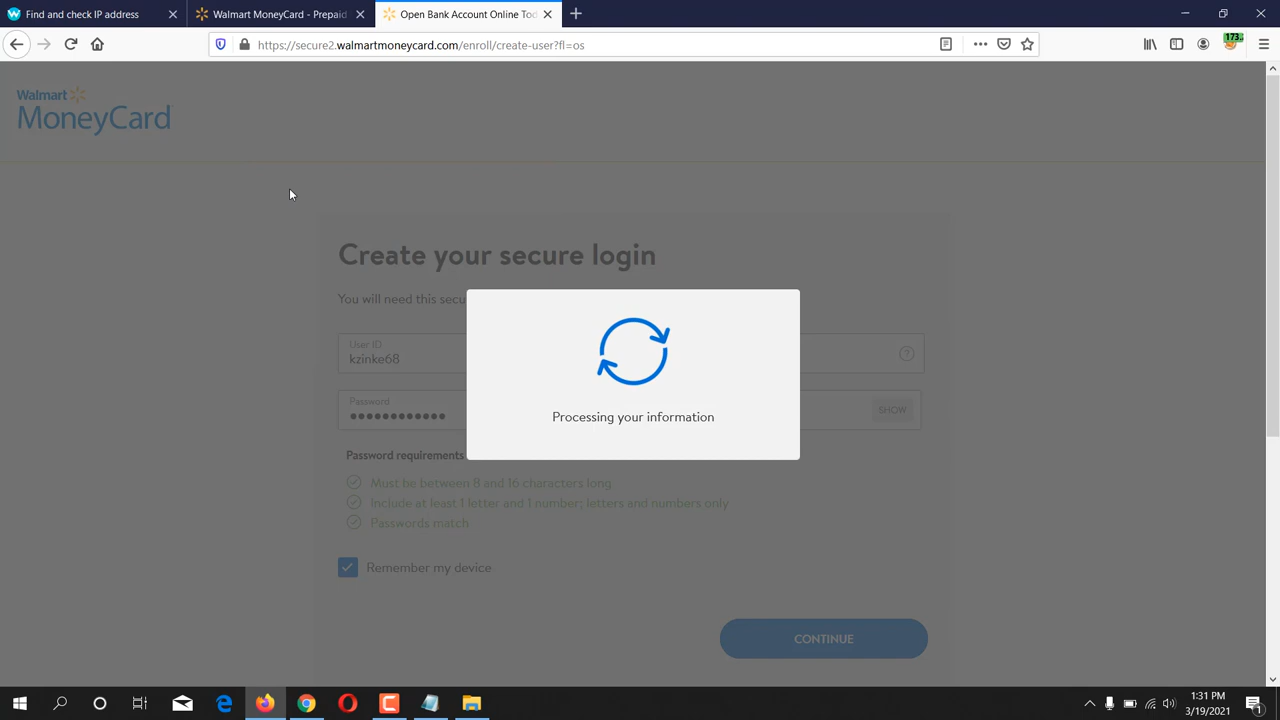 Find and check IP address
Walmart MoneyCard - Prepaid
Open Bank Account Online Tod
https://secure2.walmartmoneycard.com/enroll/create-user?fl=os
173..
Walmart
MoneyCard
Create your secure login
You will need this secu
User ID
kzinke68
?
Password
●●●●●●●●●●●●
SHOW
Processing your information
Password requirements
Must be between 8 and 16 characters long
Include at least 1 letter and 1 number; letters and numbers only
Passwords match
Remember my device
CONTINUE
1:31 PM
3/19/2021
1